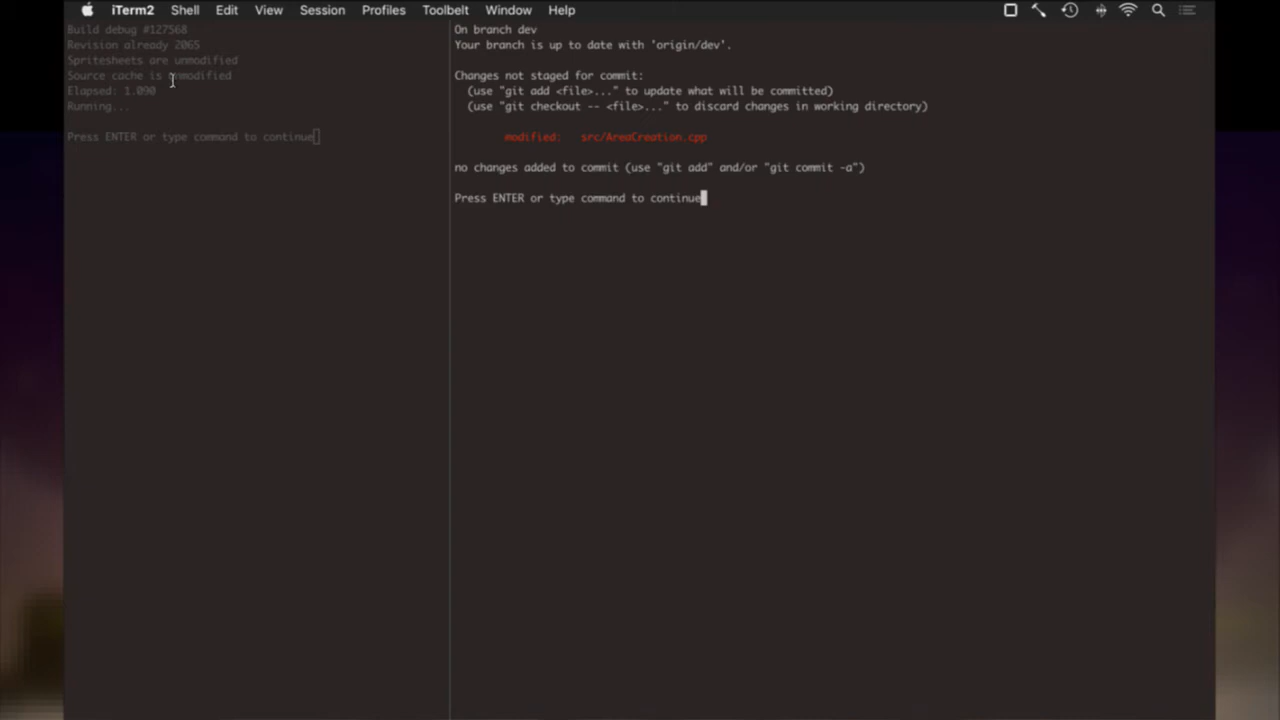 iTerm2 Shell Edit View Session Profiles Toolbelt Window Help
Build debug #127568
Revision already 2065
Spritesheets are unmodified
Source cache is unmodified
Elapsed: 1.090
Running...
Press ENTER or type command to continue
On branch dev
Your branch is up to date with 'origin/dev'.
Changes not staged for commit:
(use "git add <file>..." to update what will be committed)
(use "git checkout -- <file>..." to discard changes in working directory)
modified: src/AreaCreation.cpp
no changes added to commit (use "git add" and/or "git commit -a")
Press ENTER or type command to continue